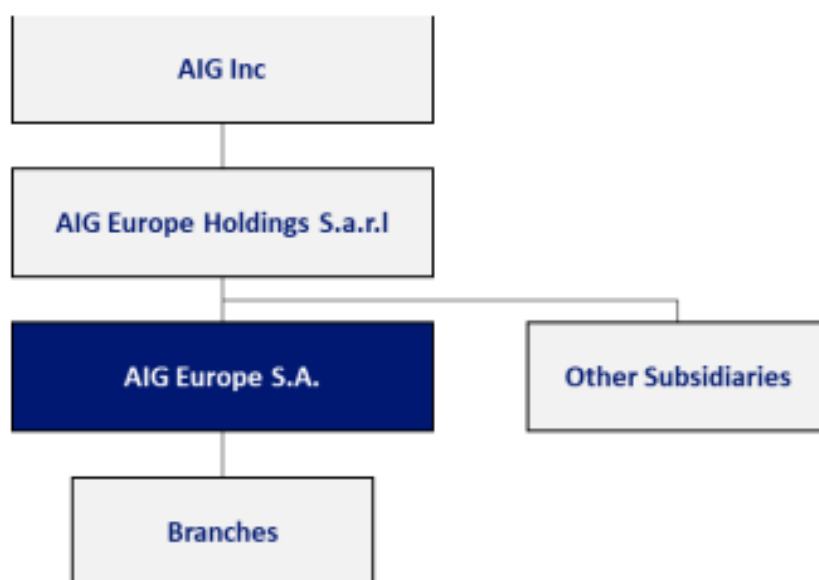 AIG Inc
AIG Europe Holdings S.a.r.l
AIG Europe S.A.
Other Subsidiaries
Branches